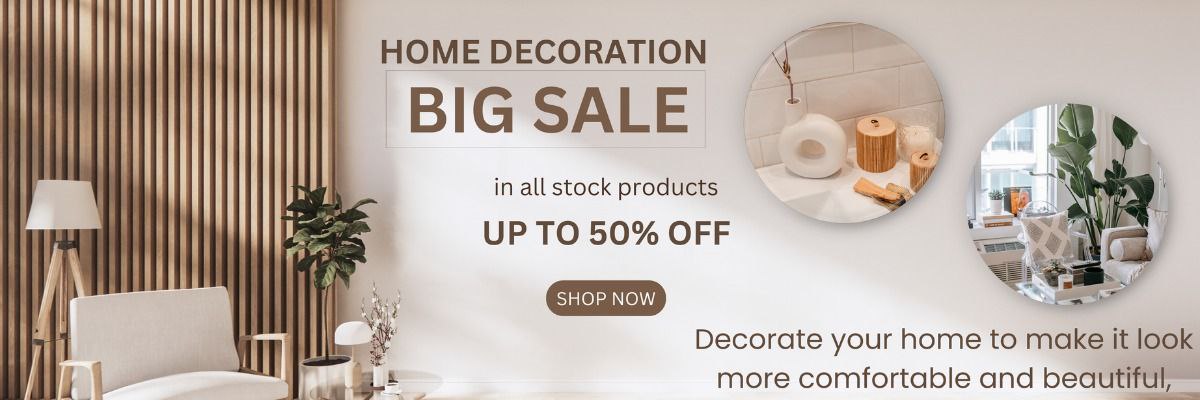 HOME DECORATION
BIG SALE
in all stock products
UP TO 50% OFF
SHOP NOW
Decorate your home to make it look
more comfortable and beautiful,